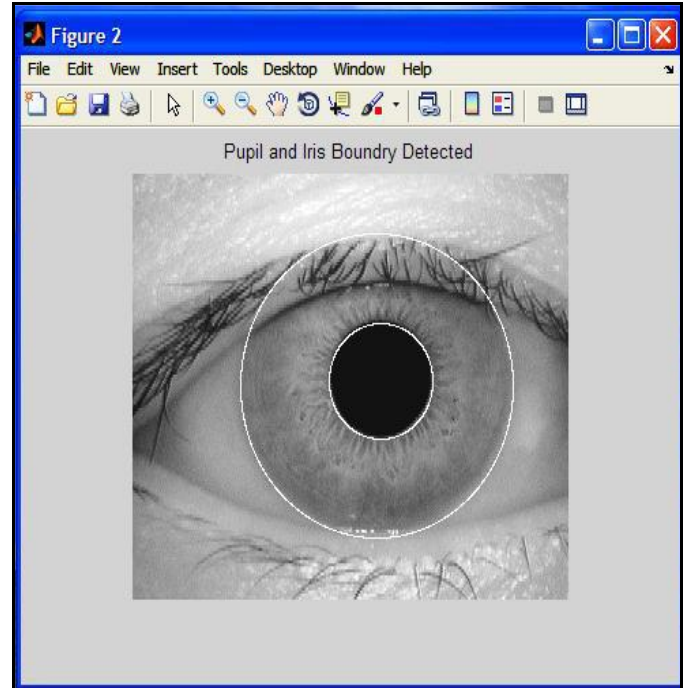 Figure 2
File Edit View Insert Tools Desktop Window Help
Pupil and Iris Boundry Detected